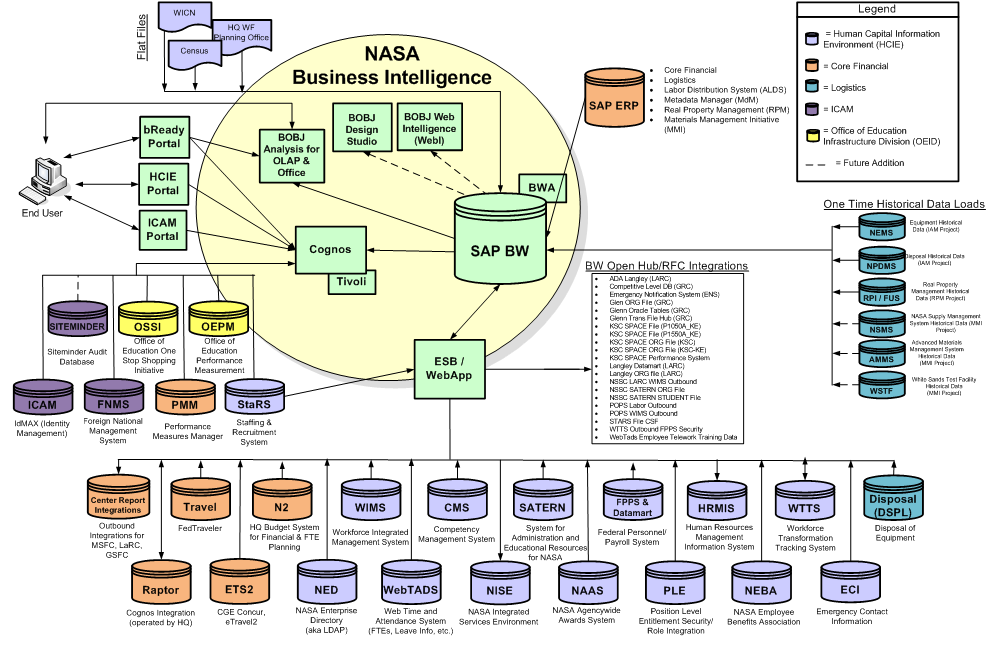 Flat Files
WICN
HQ WF
Planning Office
Census
NASA
Business Intelligence
BOBJ
Design
Studio
BOBJ Web
Intelligence
(WebI)
BOBJ
Analysis for
OLAP &
Office
BWA
SAP BW
Cognos
Tivoli
ESB /
WebApp
bReady
Portal
HCIE
Portal
ICAM
Portal
End User
SAP ERP
• Core Financial
• Logistics
• Labor Distribution System (ALDS)
• Metadata Manager (MdM)
• Real Property Management (RPM)
• Materials Management Initiative
(MMI)
Legend
= Human Capital Information
Environment (HCIE)
= Core Financial
= Logistics
= ICAM
= Office of Education
Infrastructure Division (OEID)
= Future Addition
One Time Historical Data Loads
NEMS
Equipment Historical
Data (IAM Project)
NPDMS
Disposal Historical Data
(IAM Project)
RPI / FUS
Real Property
Management Historical
Data (RPM Project)
NSMS
NASA Supply Management
System Historical Data (MMI
Project)
AMMS
Advanced Materials
Management System
Historical Data
(MMI Project)
WSTF
White Sands Test Facility
Historical Data
(MMI Project)
BW Open Hub/RFC Integrations
• ADA Langley (LARC)
• Competitive Level DB (GRC)
• Emergency Notification System (ENS)
• Glen ORG File (GRC)
• Glenn Oracle Tables (GRC)
• Glenn Trans File Hub (GRC)
• KSC SPACE File (P1050A_KE)
• KSC SPACE File (P1550A_KE)
• KSC SPACE ORG File (KSC)
• KSC SPACE ORG File (KSC-KE)
• KSC SPACE Performance System
• Langley Datamart (LARC)
• Langley ORG file (LARC)
• NSSC LARC WIMS Outbound
• NSSC SATERN ORG File
• NSSC SATERN STUDENT File
• POPS Labor Outbound
• POPS WIMS Outbound
• STARS File CSF
• WTTS Outbound FPPS Security
• WebTads Employee Telework Training Data
SITEMINDER
Siteminder Audit
Database
OSSI
Office of
Education One
Stop Shopping
Initiative
OEPM
Office of
Education
Performance
Measurement
ICAM
IdMAX (Identity
Management)
FNMS
Foreign National
Management
System
PMM
Performance
Measures Manager
StaRS
Staffing &
Recruitment
System
Center Report
Integrations
Outbound
Integrations for
MSFC, LaRC,
GSFC
Travel
FedTraveler
N2
HQ Budget System
for Financial & FTE
Planning
WIMS
Workforce Integrated
Management System
CMS
Competency
Management System
SATERN
System for
Administration and
Educational Resources
for NASA
FPPS &
Datamart
Federal Personnel/
Payroll System
HRMIS
Human Resources
Management
Information System
WTTS
Workforce
Transformation
Tracking System
Disposal
(DSPL)
Disposal of
Equipment
Raptor
Cognos Integration
(operated by HQ)
ETS2
CGE Concur,
eTravel2
NED
NASA Enterprise
Directory
(aka LDAP)
WebTADS
Web Time and
Attendance System
(FTEs, Leave Info, etc.)
NISE
NASA Integrated
Services Environment
NAAS
NASA Agencywide
Awards System
PLE
Position Level
Entitlement Security/
Role Integration
NEBA
NASA Employee
Benefits Association
ECI
Emergency Contact
Information